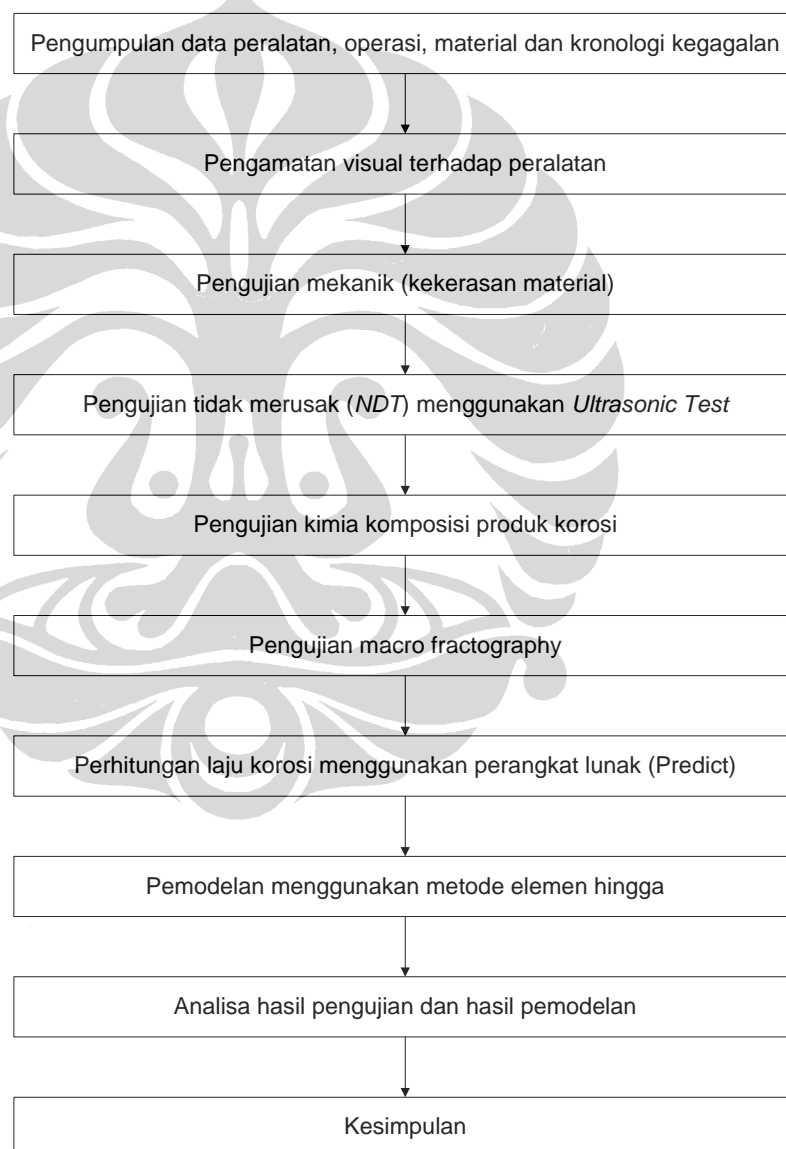 Pengumpulan data peralatan, operasi, material dan kronologi kegagalan
Pengamatan visual terhadap peralatan
Pengujian mekanik (kekerasan material)
Pengujian tidak merusak (NDT) menggunakan Ultrasonic Test
Pengujian kimia komposisi produk korosi
Pengujian macro fractography
Perhitungan laju korosi menggunakan perangkat lunak (Predict)
Pemodelan menggunakan metode elemen hingga
Analisa hasil pengujian dan hasil pemodelan
Kesimpulan